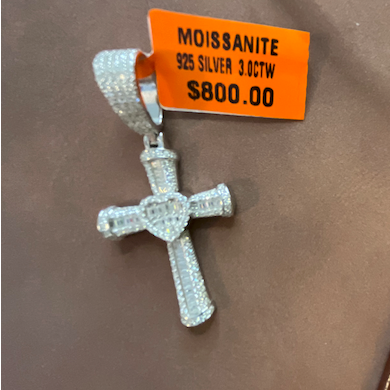 MOISSANITE
925 SILVER 3.0CTW
$800.00